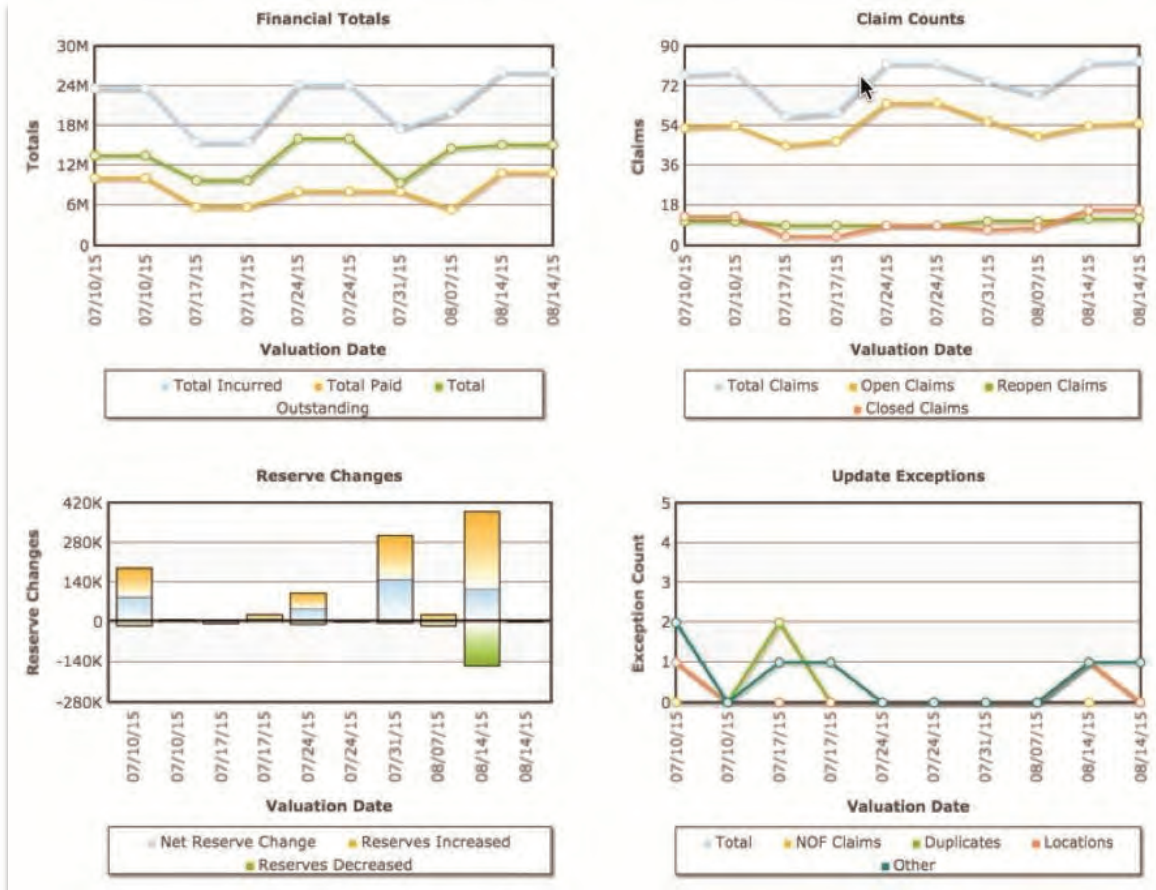 Financial Totals
30M
24M
18M
12M
6M
0
Totals
07/10/15
07/10/15
07/17/15
07/17/15
07/24/15
07/24/15
07/31/15
08/07/15
08/14/15
08/14/15
Valuation Date
Total Incurred Total Paid Total
Outstanding
Claim Counts
90
72
54
36
18
0
Claims
07/10/15
07/10/15
07/17/15
07/17/15
07/24/15
07/24/15
07/31/15
08/07/15
08/14/15
08/14/15
Valuation Date
Total Claims Open Claims Reopen Claims
Closed Claims
Reserve Changes
420K
280K
140K
0
-140K
-280K
Reserve Changes
07/10/15
07/10/15
07/17/15
07/17/15
07/24/15
07/24/15
07/31/15
08/07/15
08/14/15
08/14/15
Valuation Date
Net Reserve Change Reserves Increased
Reserves Decreased
Update Exceptions
5
4
3
2
1
0
Exception Count
07/10/15
07/10/15
07/17/15
07/17/15
07/24/15
07/24/15
07/31/15
08/07/15
08/14/15
08/14/15
Valuation Date
Total NOF Claims Duplicates Locations
Other